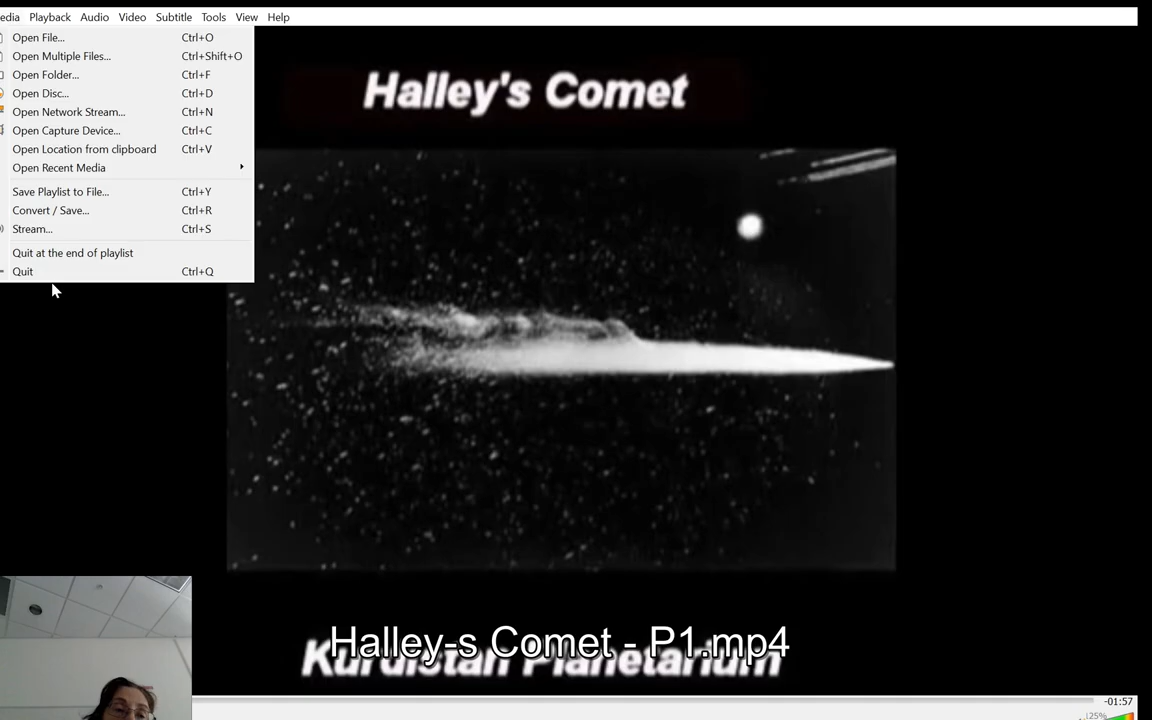 edia Playback Audio Video Subtitle Tools View Help
Open File... Ctrl+O
Open Multiple Files... Ctrl+Shift+O
Open Folder... Ctrl+F
Open Disc... Ctrl+D
Open Network Stream... Ctrl+N
Open Capture Device... Ctrl+C
Open Location from clipboard Ctrl+V
Open Recent Media
Save Playlist to File... Ctrl+Y
Convert / Save... Ctrl+R
Stream... Ctrl+S
Quit at the end of playlist
Quit Ctrl+Q
Halley's Comet
Halley-s Comet - P1.mp4
Kurdistan Planetarium
-01:57
125%